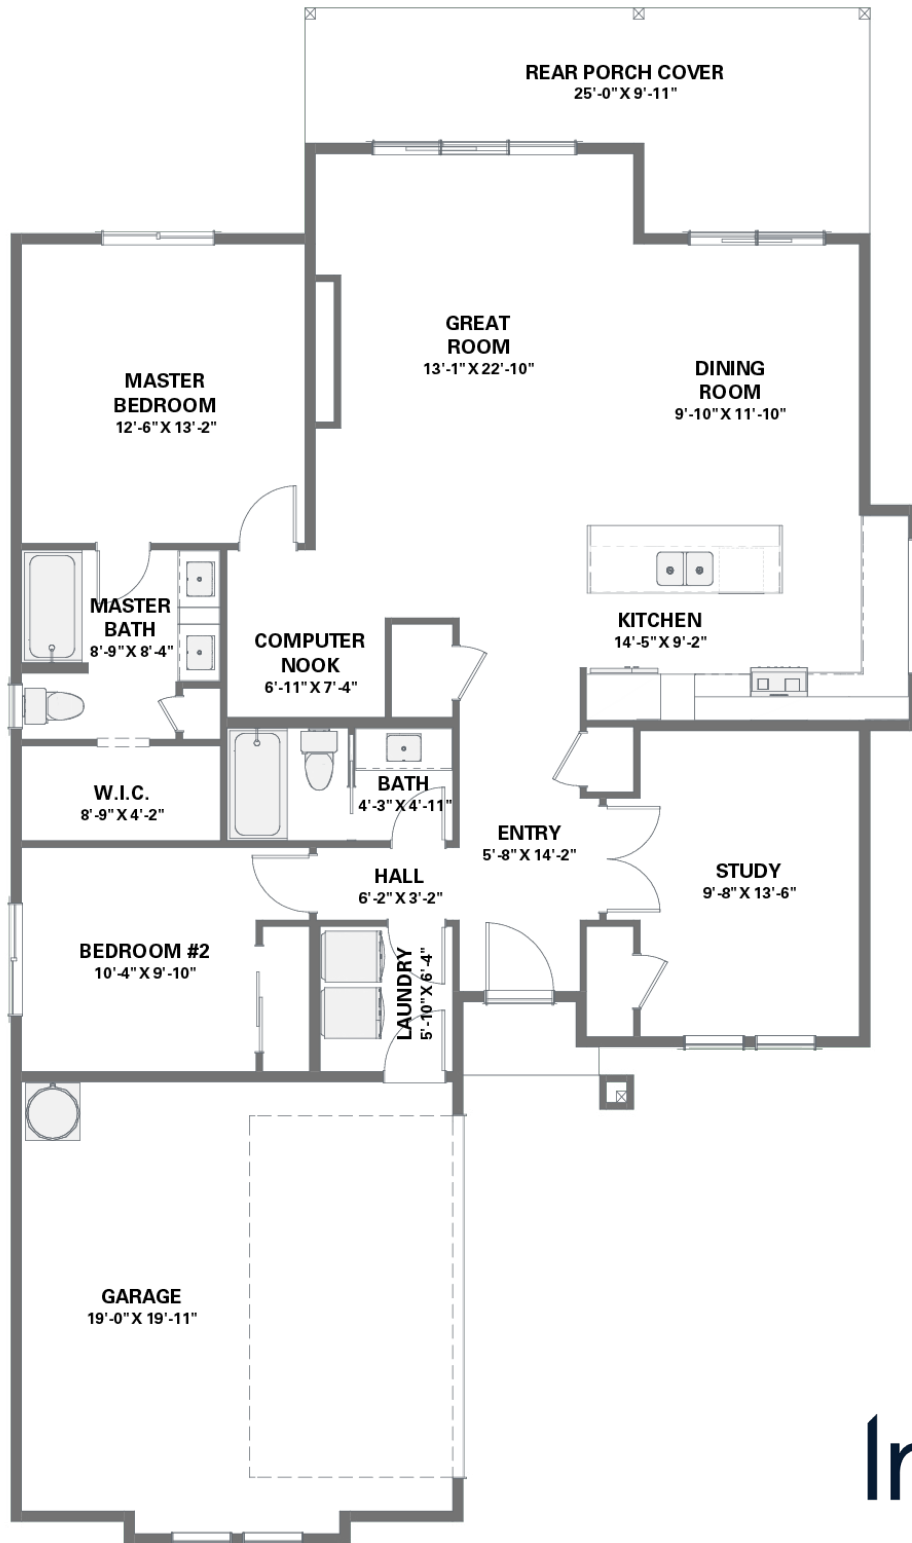 REAR PORCH COVER
25'-0" X 9'-11"
GREAT
ROOM
13'-1" X 22'-10"
DINING
ROOM
9'-10" X 11'-10"
MASTER
BEDROOM
12'-6" X 13'-2"
MASTER
BATH
8'-9" X 8'-4"
COMPUTER
NOOK
6'-11" X 7'-4"
KITCHEN
14'-5" X 9'-2"
W.I.C.
8'-9" X 4'-2"
BATH
4'-3" X 4'-11"
ENTRY
5'-8" X 14'-2"
HALL
6'-2" X 3'-2"
STUDY
9'-8" X 13'-6"
BEDROOM #2
10'-4" X 9'-10"
LAUNDRY
5'-10" X 6'-4"
GARAGE
19'-0" X 19'-11"